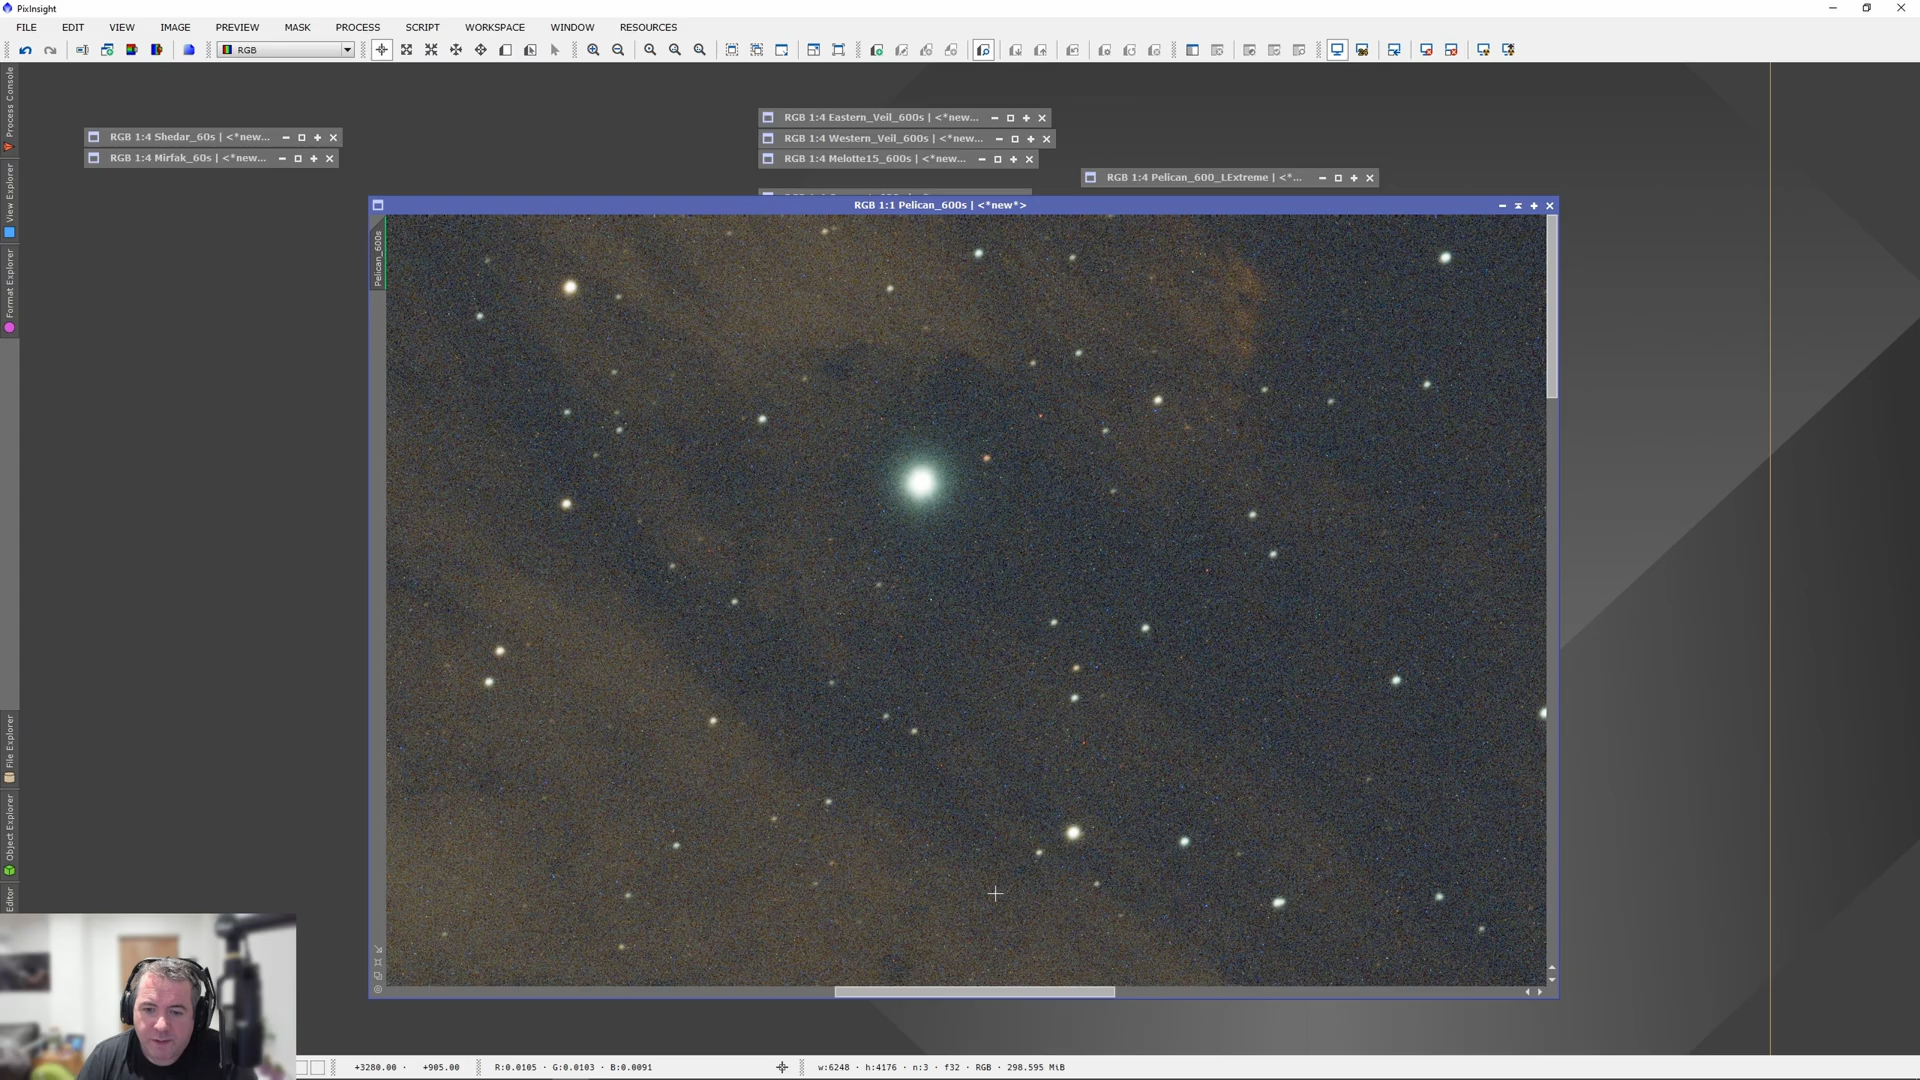 PixInsight
FILE EDIT VIEW IMAGE PROCESS SCRIPT PREVIEW MASK WORKSPACE WINDOW RESOURCES
RGB
Process Console
View Explorer
Format Explorer
File Explorer
Object Explorer
Editor
RGB 1:4 Shedar_60s | <*new...
RGB 1:4 Mirfak_60s | <*new...
RGB 1:4 Eastern_Veil_600s | <*new...
RGB 1:4 Western_Veil_600s | <*new...
RGB 1:4 Melotte15_600s | <*new...
RGB 1:4 Pelican_600_LExtreme | <*...
RGB 1:1 Pelican_600s | <*new*>
Pelican_600s
+3280.00 · +905.00 R:0.0105 · G:0.0103 · B:0.0091 w:6248 · h:4176 · n:3 · f32 · RGB · 298.595 MiB